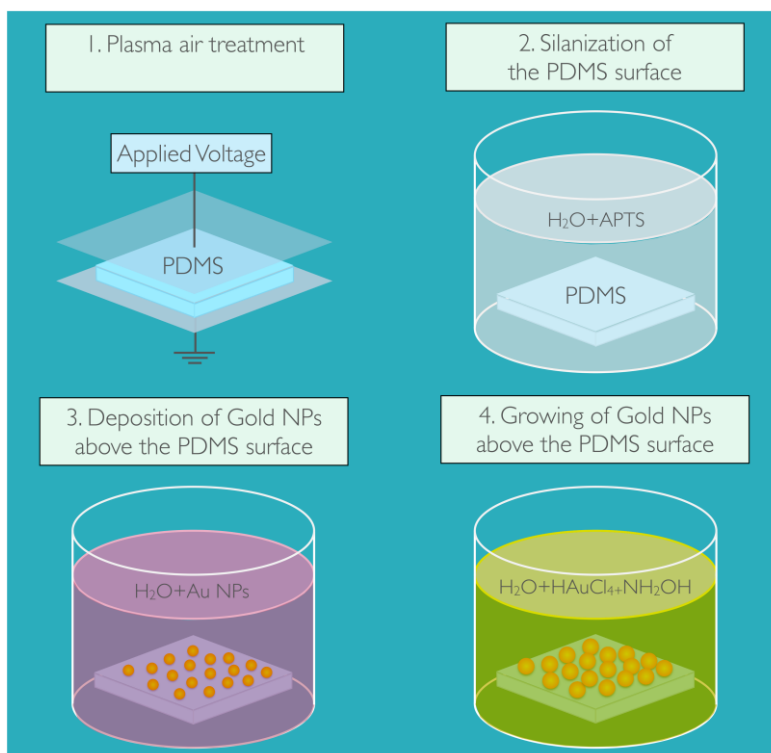 1. Plasma air treatment
Applied Voltage
PDMS
2. Silanization of
the PDMS surface
H₂O+APTS
PDMS
3. Deposition of Gold NPs
above the PDMS surface
H₂O+Au NPs
4. Growing of Gold NPs
above the PDMS surface
H₂O+HAuCl₄+NH₂OH